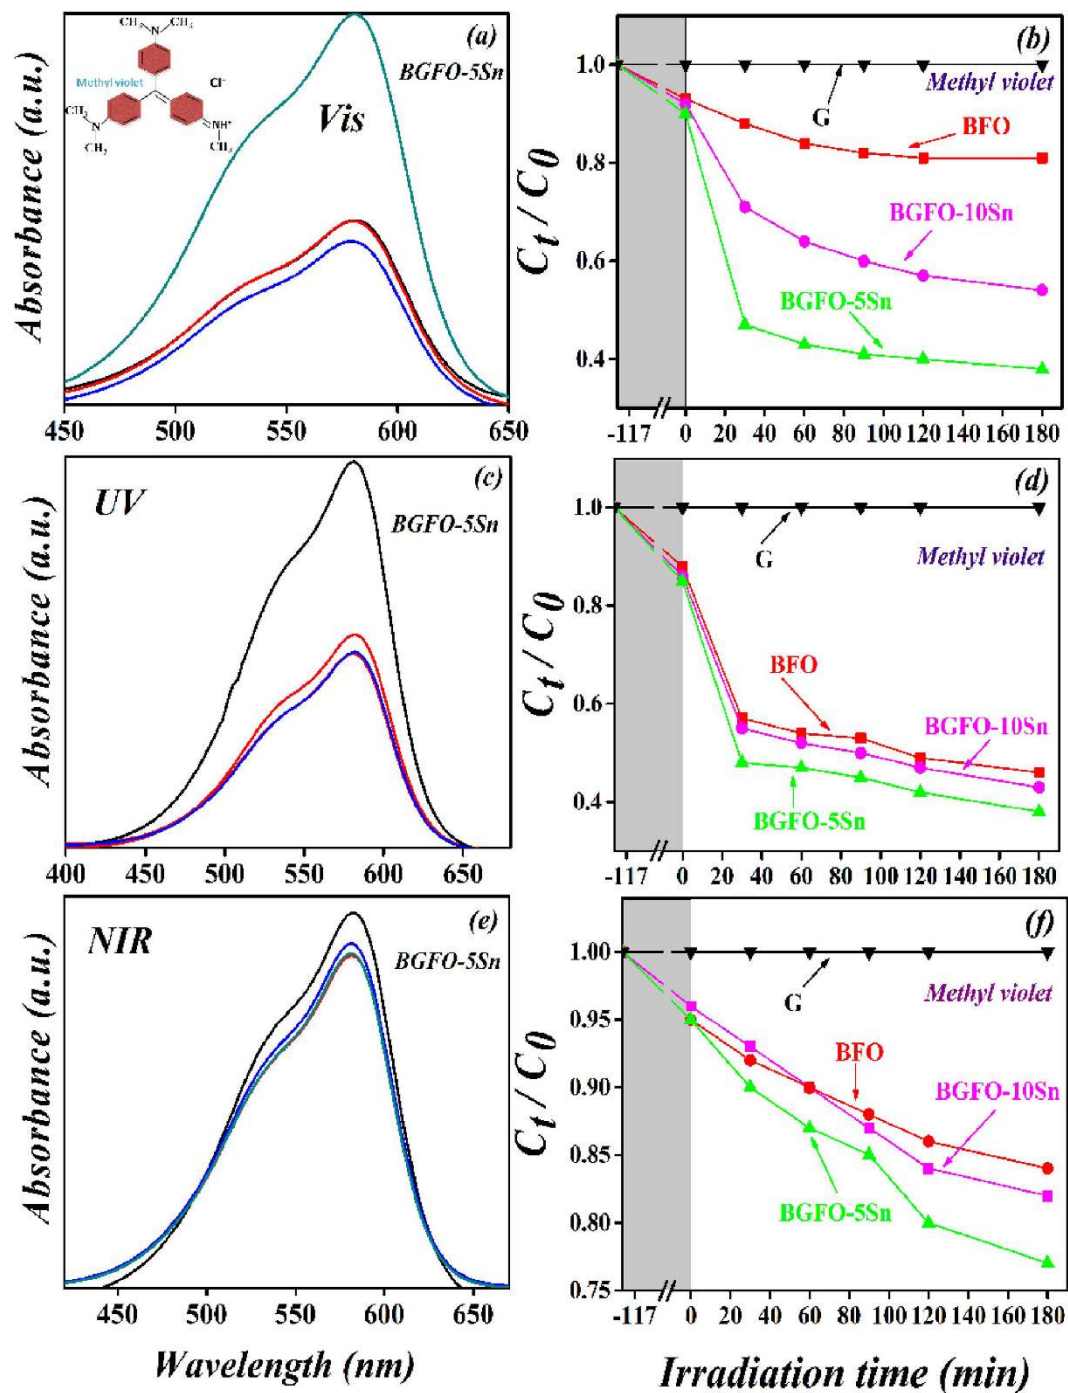 CH₃ CH₃
N
(a)
BGFO-5Sn
Methyl violet
Cl⁻
Vis
CH₃
N
CH₃
NH⁺
CH₃
Absorbance (a.u.)
450 500 550 600 650
(b)
Methyl violet
G
BFO
BGFO-10Sn
BGFO-5Sn
Cₜ / C₀
1.0
0.8
0.6
0.4
-117 0 20 40 60 80 100 120 140 160 180
UV
(c)
BGFO-5Sn
Absorbance (a.u.)
400 450 500 550 600 650
(d)
G
Methyl violet
BFO
BGFO-10Sn
BGFO-5Sn
Cₜ / C₀
1.0
0.8
0.6
0.4
-117 0 20 40 60 80 100 120 140 160 180
NIR
(e)
BGFO-5Sn
Absorbance (a.u.)
450 500 550 600 650
Wavelength (nm)
(f)
G
Methyl violet
BFO
BGFO-10Sn
BGFO-5Sn
Cₜ / C₀
1.00
0.95
0.90
0.85
0.80
0.75
-117 0 20 40 60 80 100 120 140 160 180
Irradiation time (min)